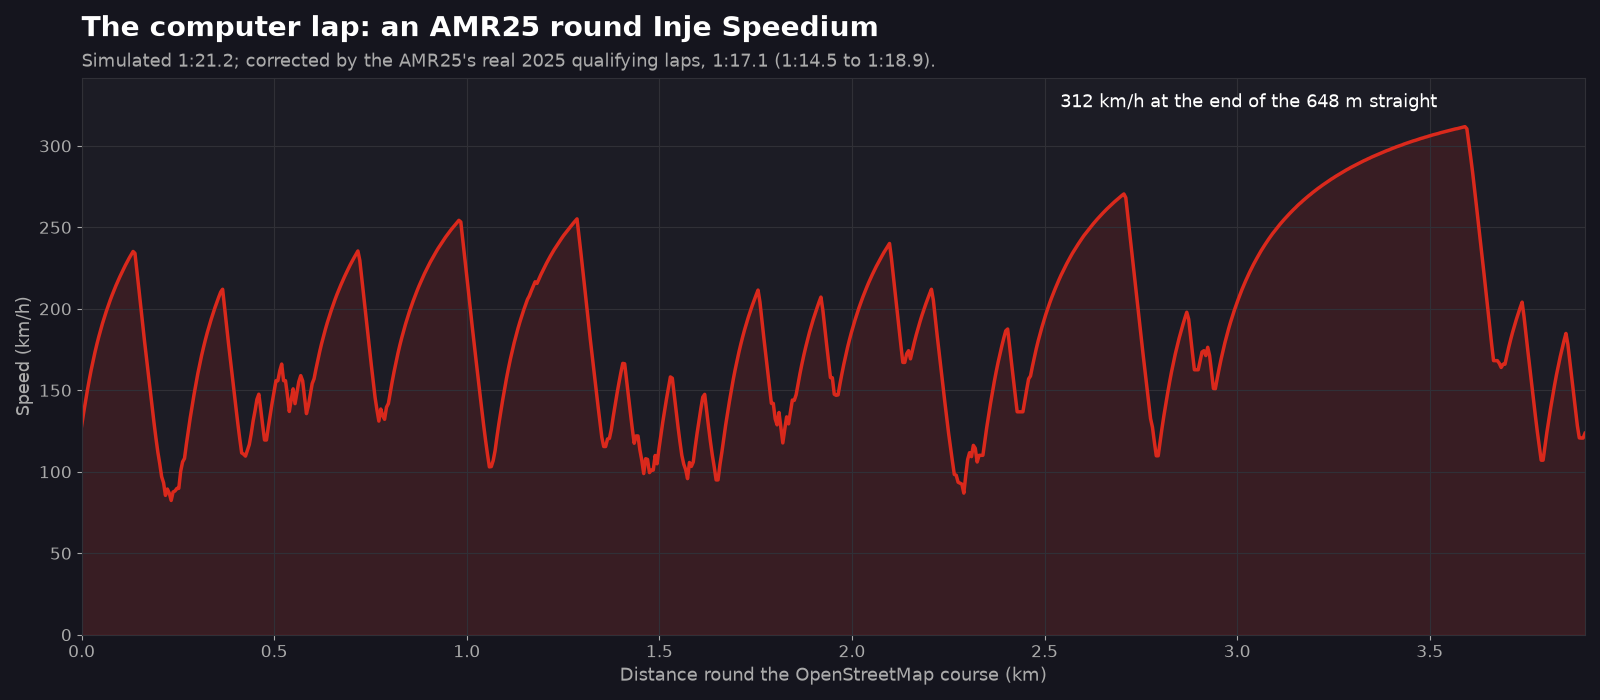 The computer lap: an AMR25 round Inje Speedium
Simulated 1:21.2; corrected by the AMR25's real 2025 qualifying laps, 1:17.1 (1:14.5 to 1:18.9).
312 km/h at the end of the 648 m straight
Speed (km/h)
300
250
200
150
100
50
0
0.0 0.5 1.0 1.5 2.0 2.5 3.0 3.5
Distance round the OpenStreetMap course (km)